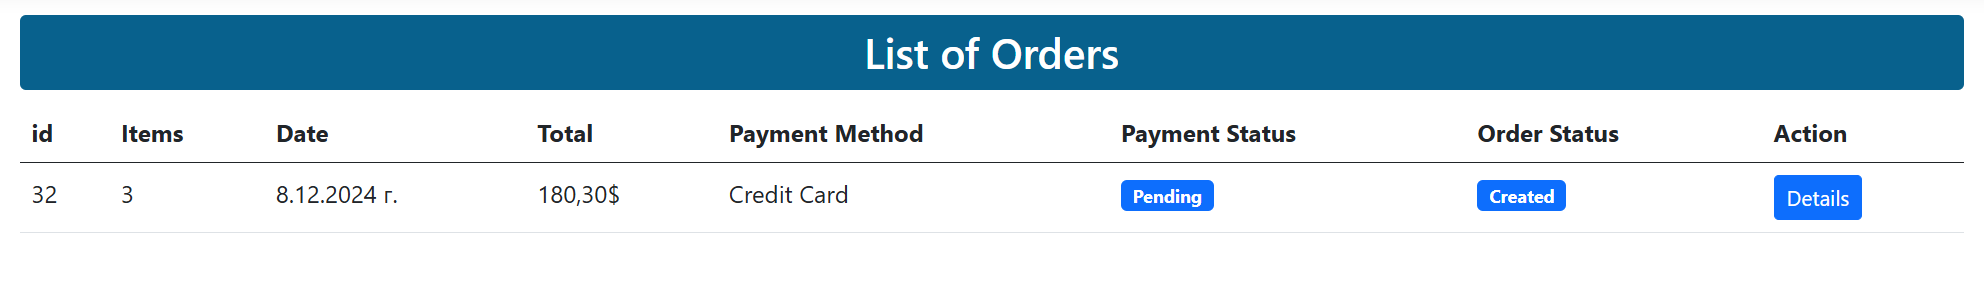 List of Orders
id Items Date Total Payment Method Payment Status Order Status Action
32 3 8.12.2024 г. 180,30$ Credit Card Pending Created Details